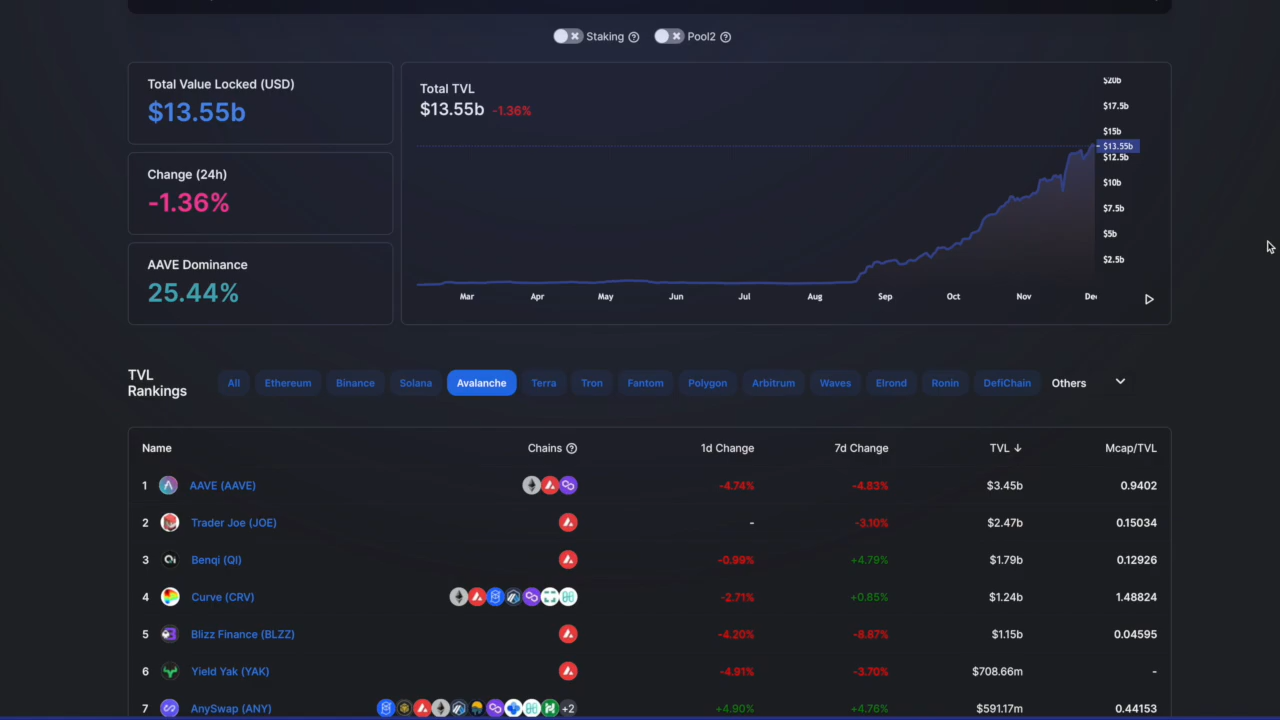 Staking
Pool2
Total Value Locked (USD)
$13.55b
Change (24h)
-1.36%
AAVE Dominance
25.44%
Total TVL
$13.55b -1.36%
$20b
$17.5b
$15b
$13.55b
$12.5b
$10b
$7.5b
$5b
$2.5b
Mar Apr May Jun Jul Aug Sep Oct Nov Dec
TVL
Rankings
All Ethereum Binance Solana Avalanche Terra Tron Fantom Polygon Arbitrum Waves Elrond Ronin DefiChain Others
Name Chains 1d Change 7d Change TVL Mcap/TVL
1 AAVE (AAVE) -4.74% -4.83% $3.45b 0.9402
2 Trader Joe (JOE) - -3.10% $2.47b 0.15034
3 Benqi (QI) -0.99% +4.79% $1.79b 0.12926
4 Curve (CRV) -2.71% +0.85% $1.24b 1.48824
5 Blizz Finance (BLZZ) -4.20% -8.87% $1.15b 0.04595
6 Yield Yak (YAK) -4.91% -3.70% $708.66m -
7 AnySwap (ANY) +2 +4.90% +4.76% $591.17m 0.44153